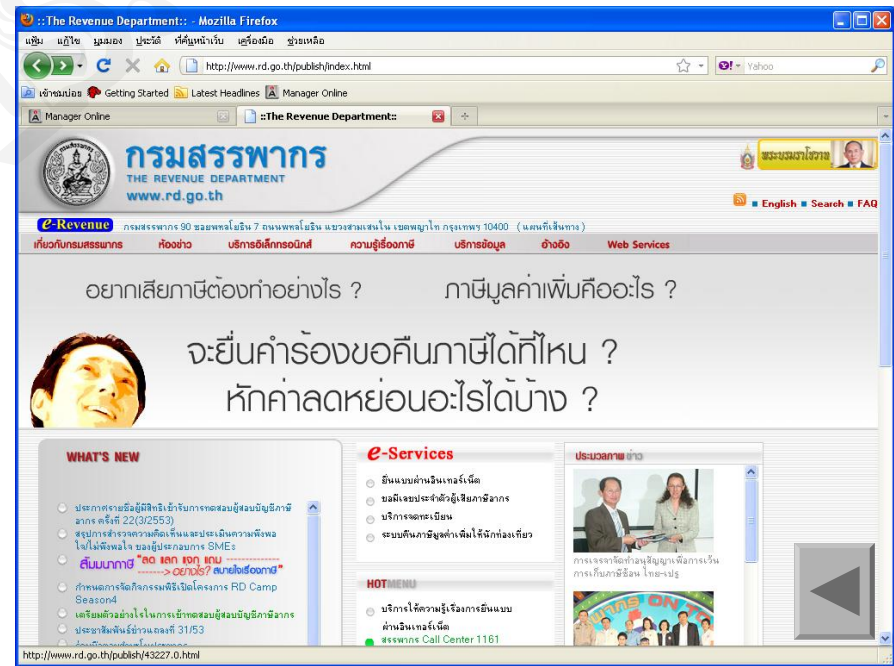 ::The Revenue Department:: - Mozilla Firefox
แฟ้ม แก้ไข มุมมอง ประวัติ ที่คั่นหน้าเว็บ เครื่องมือ ช่วยเหลือ
http://www.rd.go.th/publish/index.html
Yahoo
เข้าชมบ่อย Getting Started Latest Headlines Manager Online
Manager Online ::The Revenue Department::
กรมสรรพากร
THE REVENUE DEPARTMENT
www.rd.go.th
พระบรมราโชวาท
English Search FAQ
e-Revenue กรมสรรพากร 90 ซอยพหลโยธิน 7 ถนนพหลโยธิน แขวงสามเสนใน เขตพญาไท กรุงเทพฯ 10400 (แผนที่เส้นทาง)
เกี่ยวกับกรมสรรพากร ห้องข่าว บริการอิเล็กทรอนิกส์ ความรู้เรื่องภาษี บริการข้อมูล อ้างอิง Web Services
อยากเสียภาษีต้องทำอย่างไร ? ภาษีมูลค่าเพิ่มคืออะไร ?
จะยื่นคำร้องขอคืนภาษีได้ที่ไหน ?
หักค่าลดหย่อนอะไรได้บ้าง ?
WHAT'S NEW
ประกาศรายชื่อผู้มีสิทธิเข้ารับการทดสอบผู้สอบบัญชีภาษี
อากร ครั้งที่ 22(3/2553)
สรุปการสำรวจความคิดเห็นและประเมินความพึงพอ
ใจ/ไม่พึงพอใจ ของผู้ประกอบการ SMEs
สัมมนาภาษี "ลด แลก แจก แถม --------------
-------> อย่างไร? สบายใจเรื่องภาษี"
กำหนดการจัดกิจกรรมพิธีเปิดโครงการ RD Camp
Season4
เตรียมตัวอย่างไรในการเข้าทดสอบผู้สอบบัญชีภาษีอากร
ประชาสัมพันธ์ข่าวแถลงที่ 31/53
e-Services
ยื่นแบบผ่านอินเทอร์เน็ต
ขอมีเลขประจำตัวผู้เสียภาษีอากร
บริการจดทะเบียน
ระบบคืนภาษีมูลค่าเพิ่มให้นักท่องเที่ยว
HOTMENU
บริการให้ความรู้เรื่องการยื่นแบบ
ผ่านอินเทอร์เน็ต
สรรพากร Call Center 1161
ประมวลภาพ ข่าว
การเจรจาจัดทำอนุสัญญาเพื่อการเว้น
การเก็บภาษีซ้อน ไทย-เปรู
http://www.rd.go.th/publish/43227.0.html